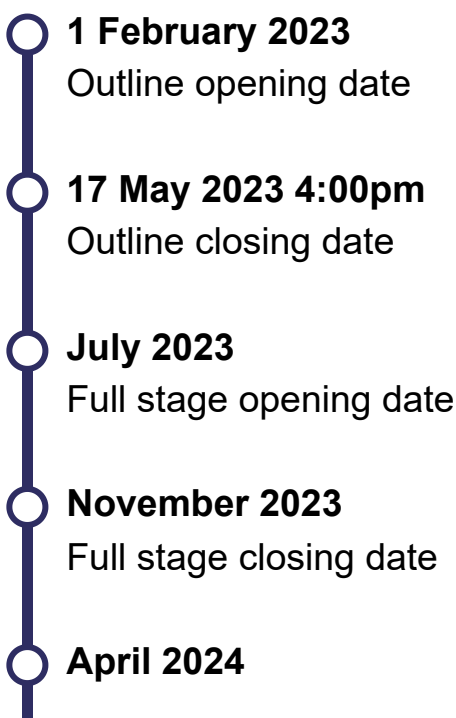 1 February 2023
Outline opening date
17 May 2023 4:00pm
Outline closing date
July 2023
Full stage opening date
November 2023
Full stage closing date
April 2024